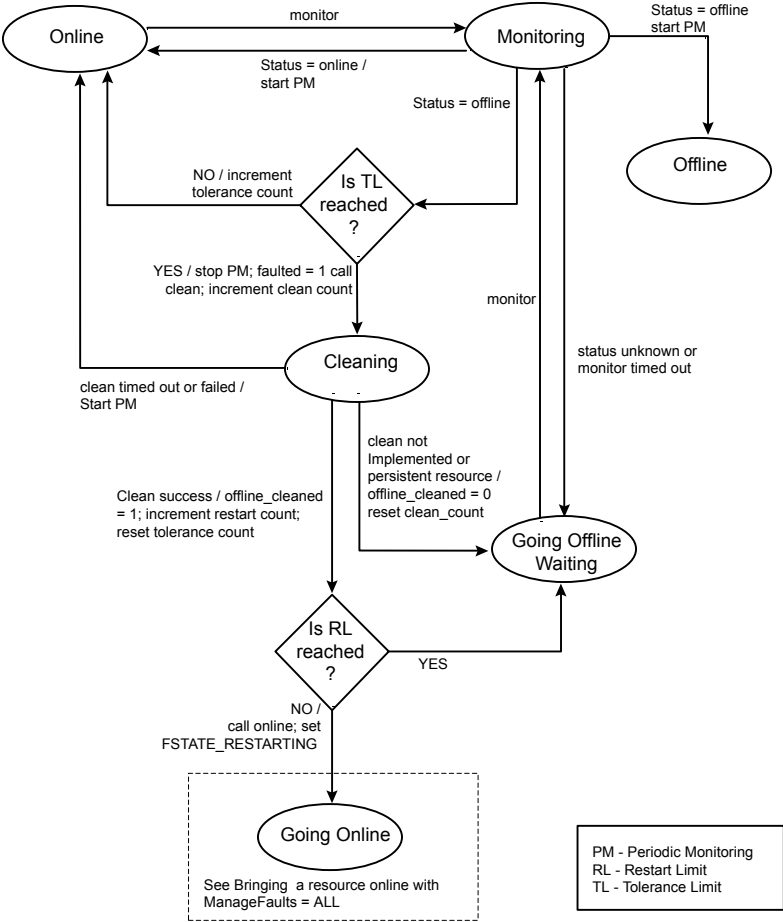 Online
monitor
Monitoring
Status = offline
start PM
Status = online /
start PM
Status = offline
Offline
NO / increment
tolerance count
Is TL
reached
?
YES / stop PM; faulted = 1 call
clean; increment clean count
monitor
status unknown or
monitor timed out
Cleaning
clean timed out or failed /
Start PM
clean not
Implemented or
persistent resource /
offline_cleaned = 0
reset clean_count
Clean success / offline_cleaned
= 1; increment restart count;
reset tolerance count
Going Offline
Waiting
Is RL
reached
?
YES
NO /
call online; set
FSTATE_RESTARTING
Going Online
See Bringing a resource online with
ManageFaults = ALL
PM - Periodic Monitoring
RL - Restart Limit
TL - Tolerance Limit